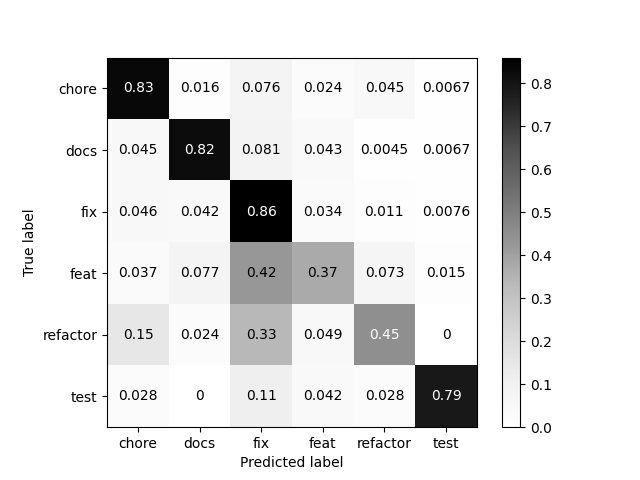 chore 0.83 0.016 0.076 0.024 0.045 0.0067
docs 0.045 0.82 0.081 0.043 0.0045 0.0067
fix 0.046 0.042 0.86 0.034 0.011 0.0076
feat 0.037 0.077 0.42 0.37 0.073 0.015
refactor 0.15 0.024 0.33 0.049 0.45 0
test 0.028 0 0.11 0.042 0.028 0.79
chore docs fix feat refactor test
Predicted label
True label
0.8
0.7
0.6
0.5
0.4
0.3
0.2
0.1
0.0